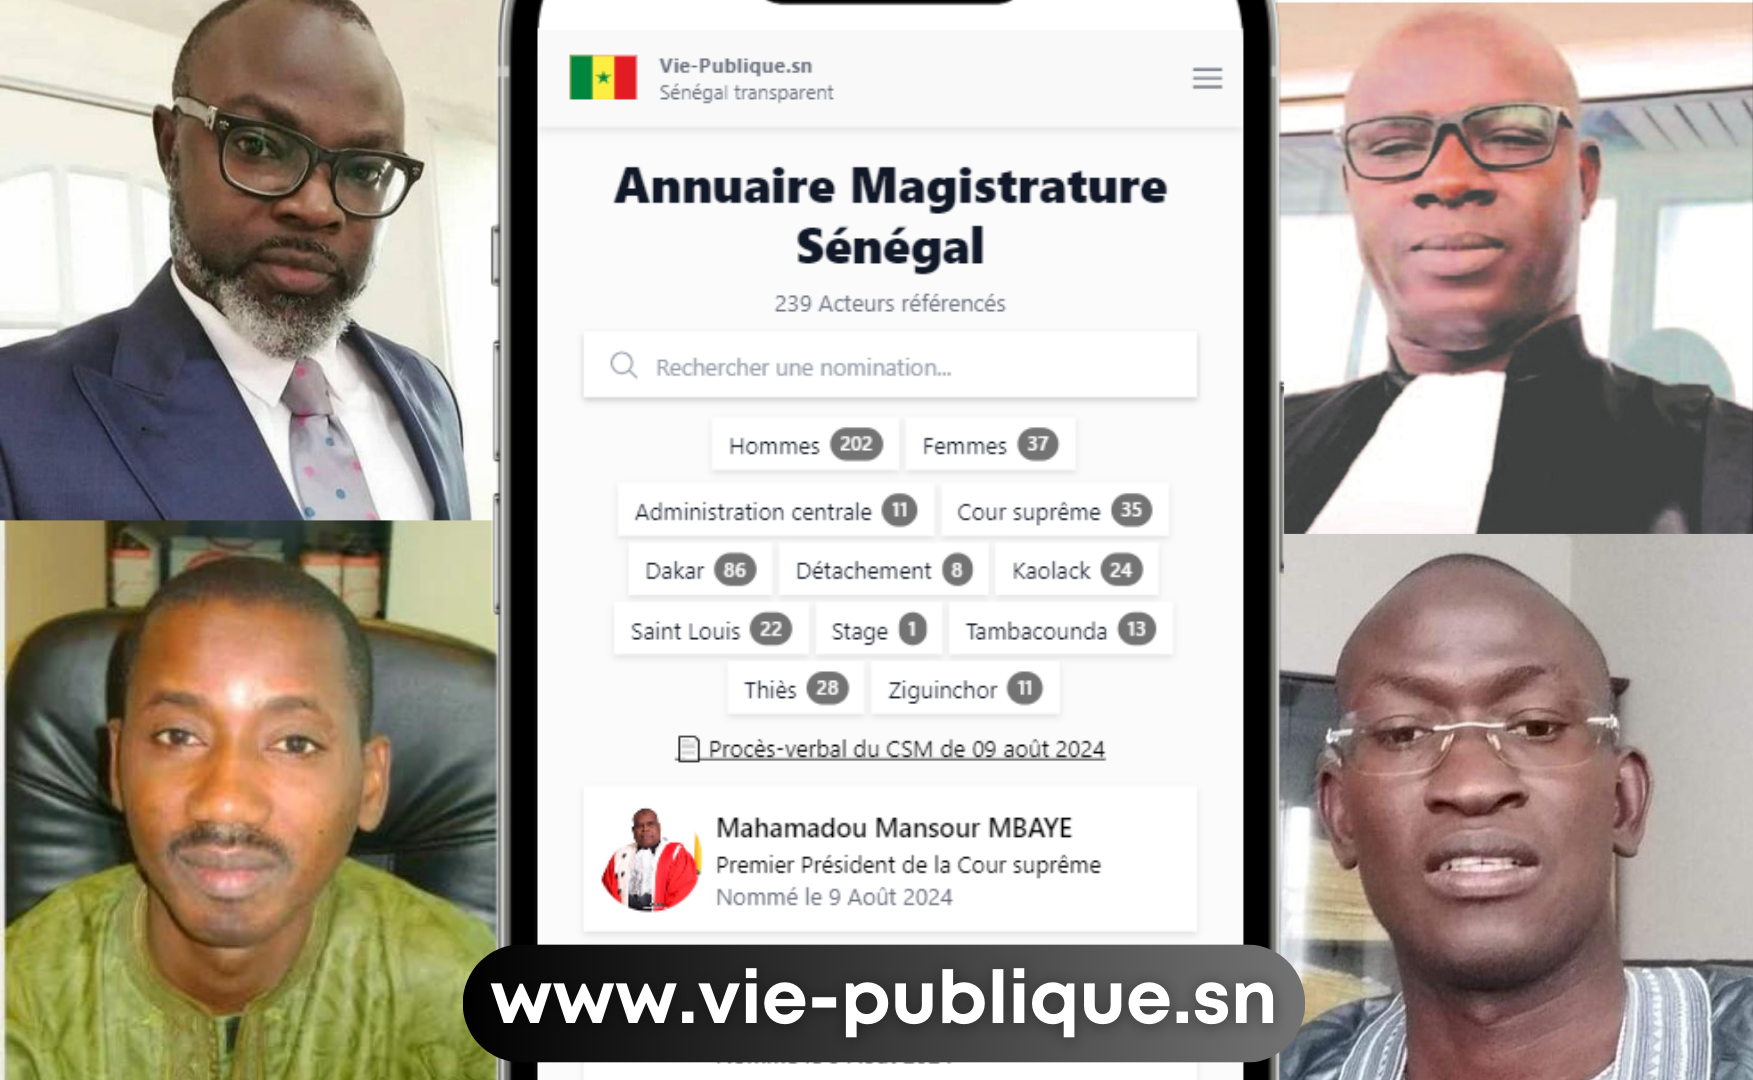 Vie-Publique.sn
Sénégal transparent
Annuaire Magistrature
Sénégal
239 Acteurs référencés
Rechercher une nomination...
Hommes 202 Femmes 37
Administration centrale 11 Cour suprême 35
Dakar 86 Détachement 8 Kaolack 24
Saint Louis 22 Stage 1 Tambacounda 13
Thiès 28 Ziguinchor 11
Procès-verbal du CSM de 09 août 2024
Mahamadou Mansour MBAYE
Premier Président de la Cour suprême
Nommé le 9 Août 2024
www.vie-publique.sn